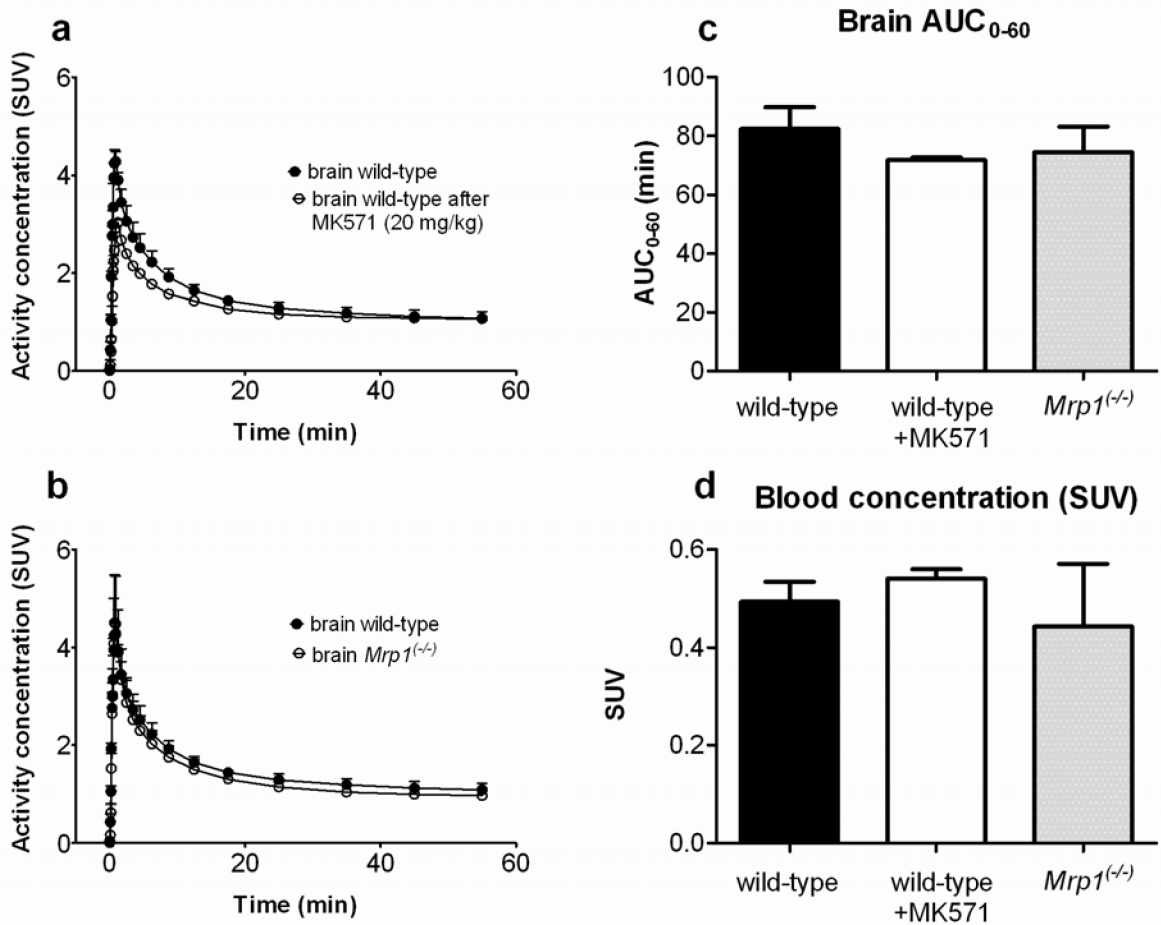 a
Activity concentration (SUV)
6
4
2
0
0
20
40
60
Time (min)
brain wild-type
brain wild-type after
MK571 (20 mg/kg)
b
Activity concentration (SUV)
6
4
2
0
0
20
40
60
Time (min)
brain wild-type
brain Mrp1(-/-)
c
Brain AUC0-60
AUC0-60 (min)
100
80
60
40
20
0
wild-type
wild-type
+MK571
Mrp1(-/-)
d
Blood concentration (SUV)
SUV
0.6
0.4
0.2
0.0
wild-type
wild-type
+MK571
Mrp1(-/-)